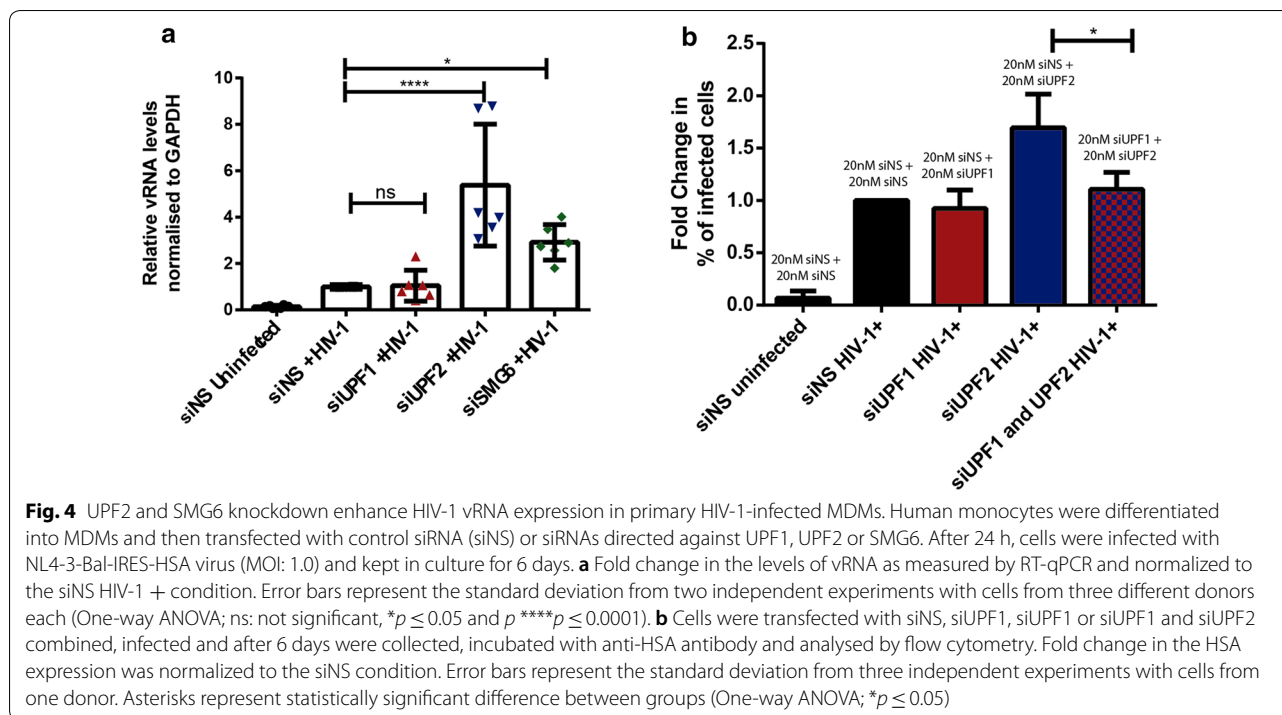 a
*
****
ns
Relative vRNA levels
normalised to GAPDH
10
8
6
4
2
0
siNS Uninfected
siNS +HIV-1
siUPF1 +HIV-1
siUPF2 +HIV-1
siSMG6 +HIV-1
b
*
Fold Change in
% of infected cells
2.5
2.0
1.5
1.0
0.5
0.0
20nM siNS +
20nM siNS
20nM siNS +
20nM siNS
20nM siNS +
20nM siUPF1
20nM siNS +
20nM siUPF2
20nM siUPF1 +
20nM siUPF2
siNS uninfected
siNS HIV-1+
siUPF1 HIV-1+
siUPF2 HIV-1+
siUPF1 and UPF2 HIV-1+
Fig. 4 UPF2 and SMG6 knockdown enhance HIV-1 vRNA expression in primary HIV-1-infected MDMs. Human monocytes were differentiated
into MDMs and then transfected with control siRNA (siNS) or siRNAs directed against UPF1, UPF2 or SMG6. After 24 h, cells were infected with
NL4-3-Bal-IRES-HSA virus (MOI: 1.0) and kept in culture for 6 days. a Fold change in the levels of vRNA as measured by RT-qPCR and normalized to
the siNS HIV-1 + condition. Error bars represent the standard deviation from two independent experiments with cells from three different donors
each (One-way ANOVA; ns: not significant, *p ≤ 0.05 and p ****p ≤ 0.0001). b Cells were transfected with siNS, siUPF1, siUPF1 or siUPF1 and siUPF2
combined, infected and after 6 days were collected, incubated with anti-HSA antibody and analysed by flow cytometry. Fold change in the HSA
expression was normalized to the siNS condition. Error bars represent the standard deviation from three independent experiments with cells from
one donor. Asterisks represent statistically significant difference between groups (One-way ANOVA; *p ≤ 0.05)